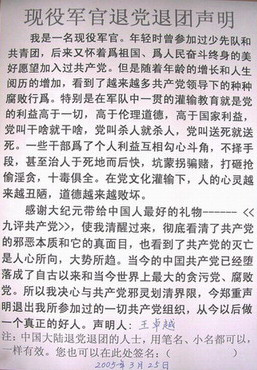 现役军官退党退团声明
我是一名现役军官。年轻时曾参加过少先队和
共青团，后来又怀着爲祖国、爲人民奋斗终身的美
好愿望加入过共产党。但是随着年龄的增长和人生
阅历的增加，看到了越来越多共产党领导下的种种
腐败行爲。特别是在军队中一贯的灌输教育就是党
的利益高于一切，高于伦理道德，高于国家利益，
党叫干啥就干啥，党叫杀人就杀人，党叫送死就送
死。一些干部爲了个人利益互相勾心斗角，不择手
段，甚至治人于死地而后快，坑蒙拐骗赌，打砸抢
偷淫贪，十毒俱全。在党文化灌输下，人的心灵越
来越丑陋，道德越来越败坏。
感谢大纪元带给中国人最好的礼物------<<
九评共产党>>，使我清醒过来，彻底看清了共产党
的邪恶本质和它的真面目，也看到了共产党的灭亡
是人心所向，大势所趋。当今的中国共产党已经堕
落成了自古以来和当今世界上最大的贪污党、腐败
党。所以我决心与共产党邪灵划清界限，今郑重声
明退出我所参加过的一切共产党组织，从今以后做
一个真正的好人。声明人：王卓越
注：中国大陆退党退团的人士，用笔名、小名都可以，
一样有效。您也可以在此处签名：（ ）
2005年3月25日